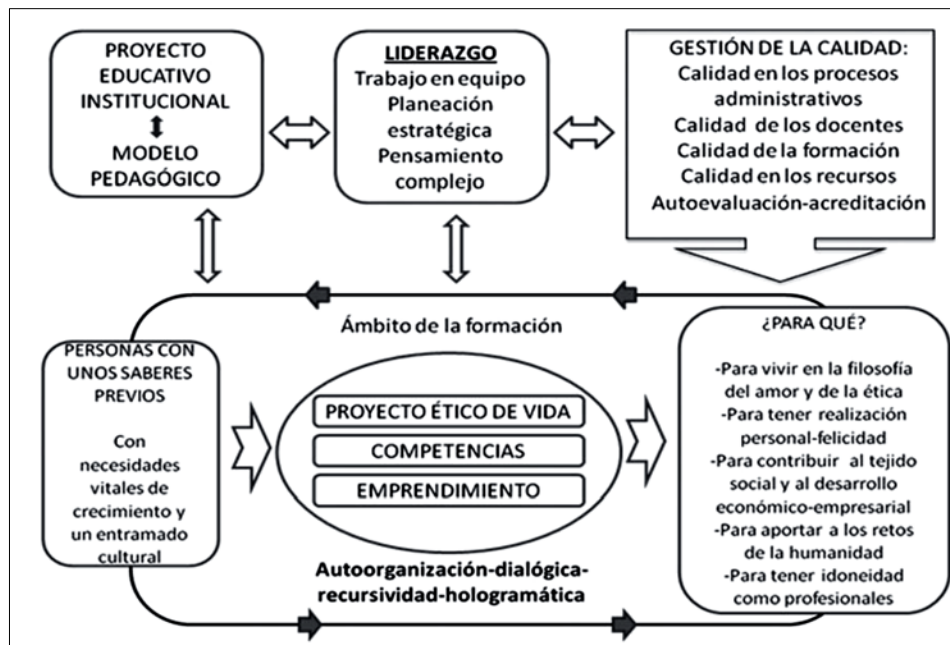 PROYECTO
EDUCATIVO
INSTITUCIONAL
MODELO
PEDAGÓGICO
LIDERAZGO
Trabajo en equipo
Planeación
estratégica
Pensamiento
complejo
GESTIÓN DE LA CALIDAD:
Calidad en los procesos
administrativos
Calidad de los docentes
Calidad de la formación
Calidad en los recursos
Autoevaluación-acreditación
Ámbito de la formación
PERSONAS CON
UNOS SABERES
PREVIOS
Con
necesidades
vitales de
crecimiento y
un entramado
cultural
PROYECTO ÉTICO DE VIDA
COMPETENCIAS
EMPRENDIMIENTO
Autoorganización-dialógica-
recursividad-hologramática
¿PARA QUÉ?
-Para vivir en la filosofía
del amor y de la ética
-Para tener realización
personal-felicidad
-Para contribuir al tejido
social y al desarrollo
económico-empresarial
-Para aportar a los retos
de la humanidad
-Para tener idoneidad
como profesionales